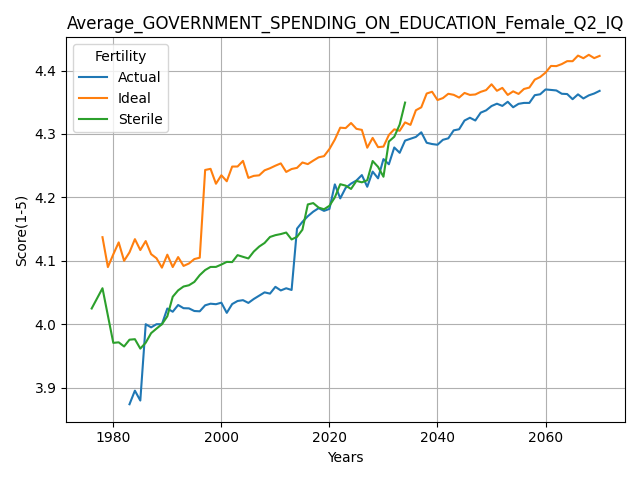 Average_GOVERNMENT_SPENDING_ON_EDUCATION_Female_Q2_IQ
Fertility
Actual
Ideal
Sterile
Score(1-5)
4.4
4.3
4.2
4.1
4.0
3.9
1980 2000 2020 2040 2060
Years